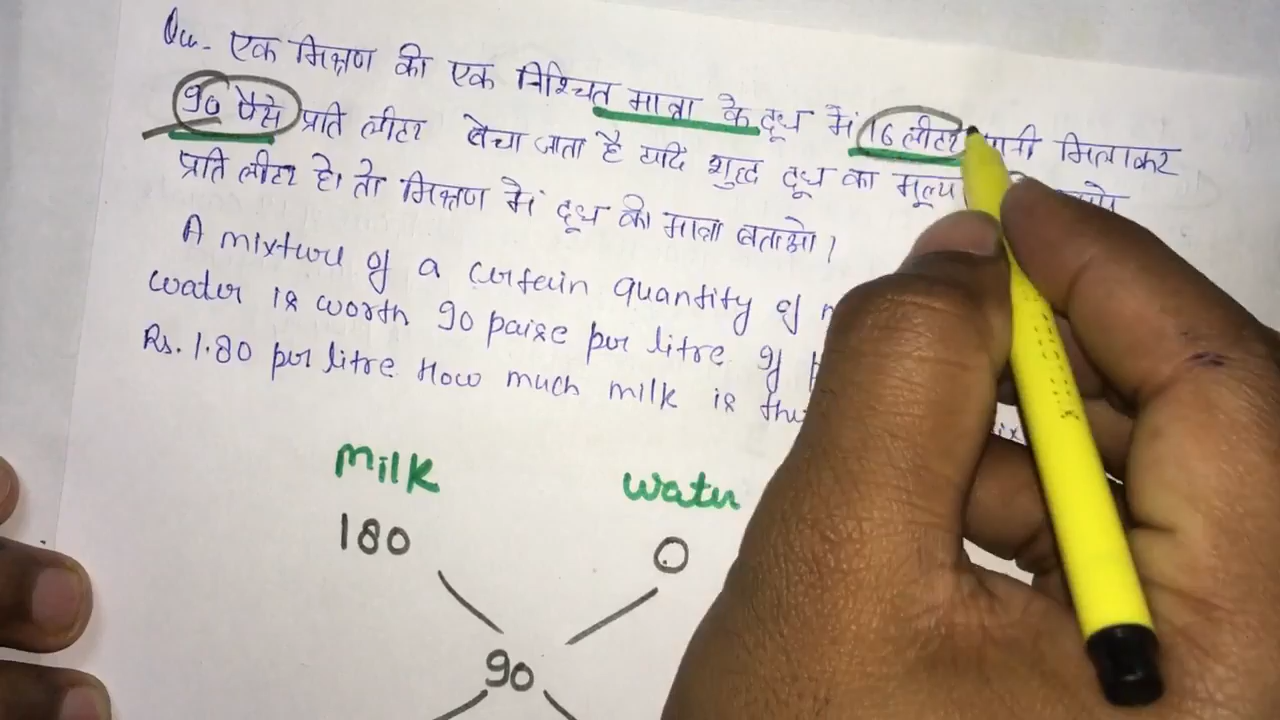 Qu. एक मिश्रण की एक निश्चित मात्रा के दूध में 16 लीटर पानी मिलाकर
90 पैसे प्रति लीटर बेचा जाता है यदि शुद्ध दूध का मूल्य
प्रति लीटर है। तो मिश्रण में दूध की मात्रा बताओ।
A mixture of a certain quantity of
water is worth 90 paise per litre if
Rs. 1.80 per litre How much milk is
milk water
180 0
90